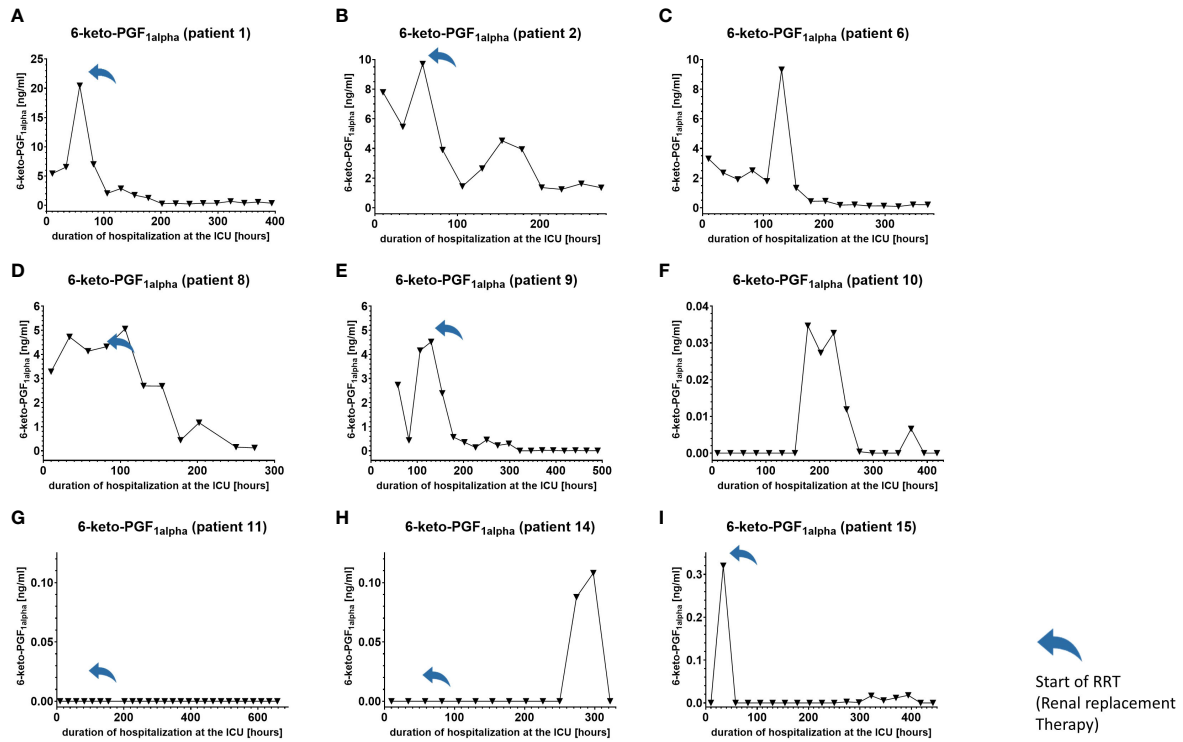 A
6-keto-PGF1alpha (patient 1)
6-keto-PGF1alpha [ng/ml]
25
20
15
10
5
0
0 100 200 300 400
duration of hospitalization at the ICU [hours]
B
6-keto-PGF1alpha (patient 2)
6-keto-PGF1alpha [ng/ml]
10
8
6
4
2
0
0 100 200
duration of hospitalization at the ICU [hours]
C
6-keto-PGF1alpha (patient 6)
6-keto-PGF1alpha [ng/ml]
10
8
6
4
2
0
0 100 200 300
duration of hospitalization at the ICU [hours]
D
6-keto-PGF1alpha (patient 8)
6-keto-PGF1alpha [ng/ml]
6
5
4
3
2
1
0
0 100 200 300
duration of hospitalization at the ICU [hours]
E
6-keto-PGF1alpha (patient 9)
6-keto-PGF1alpha [ng/ml]
6
5
4
3
2
1
0
0 100 200 300 400 500
duration of hospitalization at the ICU [hours]
F
6-keto-PGF1alpha (patient 10)
6-keto-PGF1alpha [ng/ml]
0.04
0.03
0.02
0.01
0.00
0 100 200 300 400
duration of hospitalization at the ICU [hours]
G
6-keto-PGF1alpha (patient 11)
6-keto-PGF1alpha [ng/ml]
0.10
0.05
0.00
0 200 400 600
duration of hospitalization at the ICU [hours]
H
6-keto-PGF1alpha (patient 14)
6-keto-PGF1alpha [ng/ml]
0.10
0.05
0.00
0 100 200 300
duration of hospitalization at the ICU [hours]
I
6-keto-PGF1alpha (patient 15)
6-keto-PGF1alpha [ng/ml]
0.3
0.2
0.1
0.0
0 100 200 300 400
duration of hospitalization at the ICU [hours]
Start of RRT
(Renal replacement
Therapy)